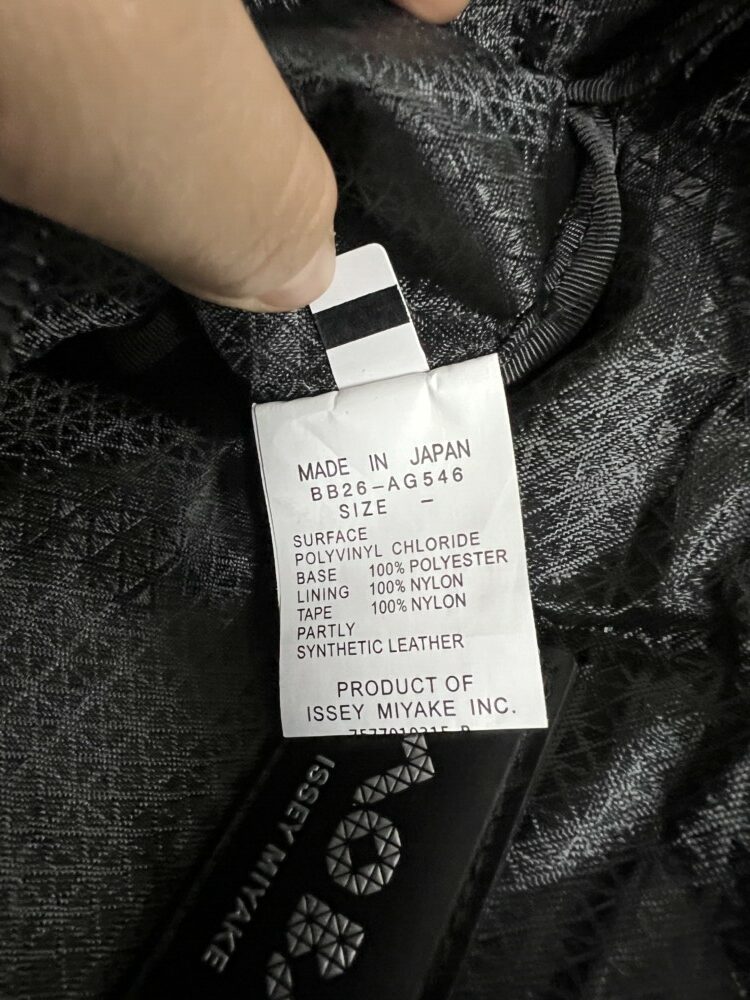 MADE IN JAPAN
BB26-AG546
SIZE -
SURFACE
POLYVINYL CHLORIDE
BASE 100% POLYESTER
LINING 100% NYLON
TAPE 100% NYLON
PARTLY
SYNTHETIC LEATHER
PRODUCT OF
ISSEY MIYAKE INC.
ISSEY MIYAKE